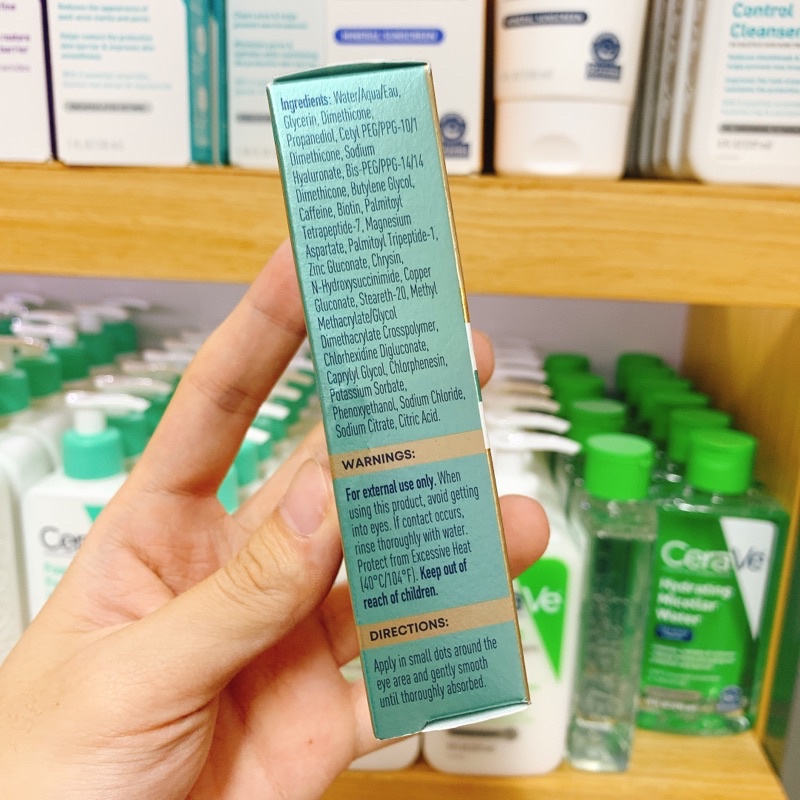 Ingredients: Water/Aqua/Eau,
Glycerin, Dimethicone,
Propanediol, Cetyl PEG/PPG-10/1
Dimethicone, Sodium
Hyaluronate, Bis-PEG/PPG-14/14
Dimethicone, Butylene Glycol,
Caffeine, Biotin, Palmitoyl
Tetrapeptide-7, Magnesium
Aspartate, Palmitoyl Tripeptide-1,
Zinc Gluconate, Chrysin,
N-Hydroxysuccinimide, Copper
Gluconate, Steareth-20, Methyl
Methacrylate/Glycol
Dimethacrylate Crosspolymer,
Chlorhexidine Digluconate,
Caprylyl Glycol, Chlorphenesin,
Potassium Sorbate,
Phenoxyethanol, Sodium Chloride,
Sodium Citrate, Citric Acid.
WARNINGS:
For external use only. When
using this product, avoid getting
into eyes. If contact occurs,
rinse thoroughly with water.
Protect from Excessive Heat
(40°C/104°F). Keep out of
reach of children.
DIRECTIONS:
Apply in small dots around the
eye area and gently smooth
until thoroughly absorbed.
MINERAL SUNSCREEN
MINERAL SUNSCREEN
Control
Cleanser
CeraVe
Hydrating
Micellar
Water